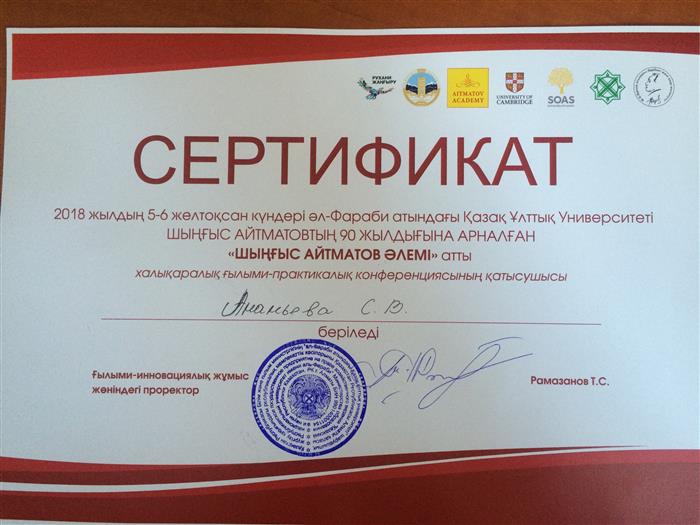 РУХАНИ
ЖАҢҒЫРУ
AITMATOV
ACADEMY
UNIVERSITY OF
CAMBRIDGE
SOAS
СЕРТИФИКАТ
2018 жылдың 5-6 желтоқсан күндері әл-Фараби атындағы Қазақ Ұлттық Университеті
ШЫҢҒЫС АЙТМАТОВТЫҢ 90 ЖЫЛДЫҒЫНА АРНАЛҒАН
«ШЫҢҒЫС АЙТМАТОВ ӘЛЕМІ» атты
халықаралық ғылыми-практикалық конференциясының қатысушысы
Ананьева С. В.
беріледі
Ғылыми-инновациялық жұмыс
жөніндегі проректор
Рамазанов Т.С.